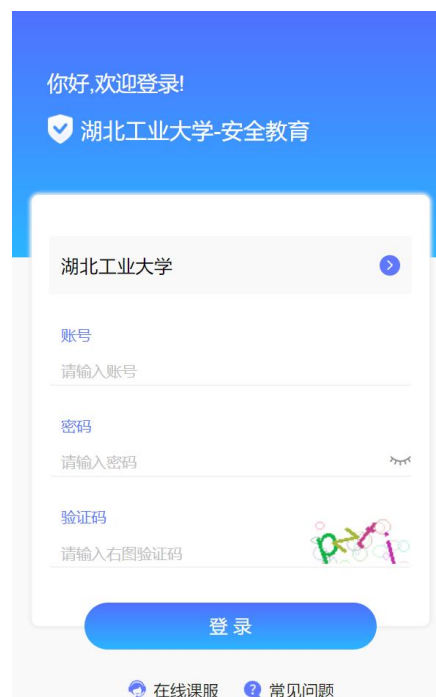 你好,欢迎登录!
湖北工业大学-安全教育
湖北工业大学
账号
请输入账号
密码
请输入密码
验证码
请输入右图验证码
登录
在线课服 常见问题